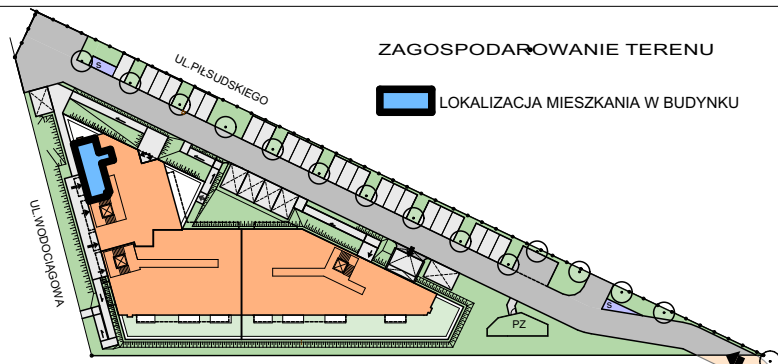 ZAGOSPODAROWANIE TERENU
UL.PIŁSUDSKIEGO
LOKALIZACJA MIESZKANIA W BUDYNKU
Ś
UL.WODOCIĄGOWA
Ś
PZ